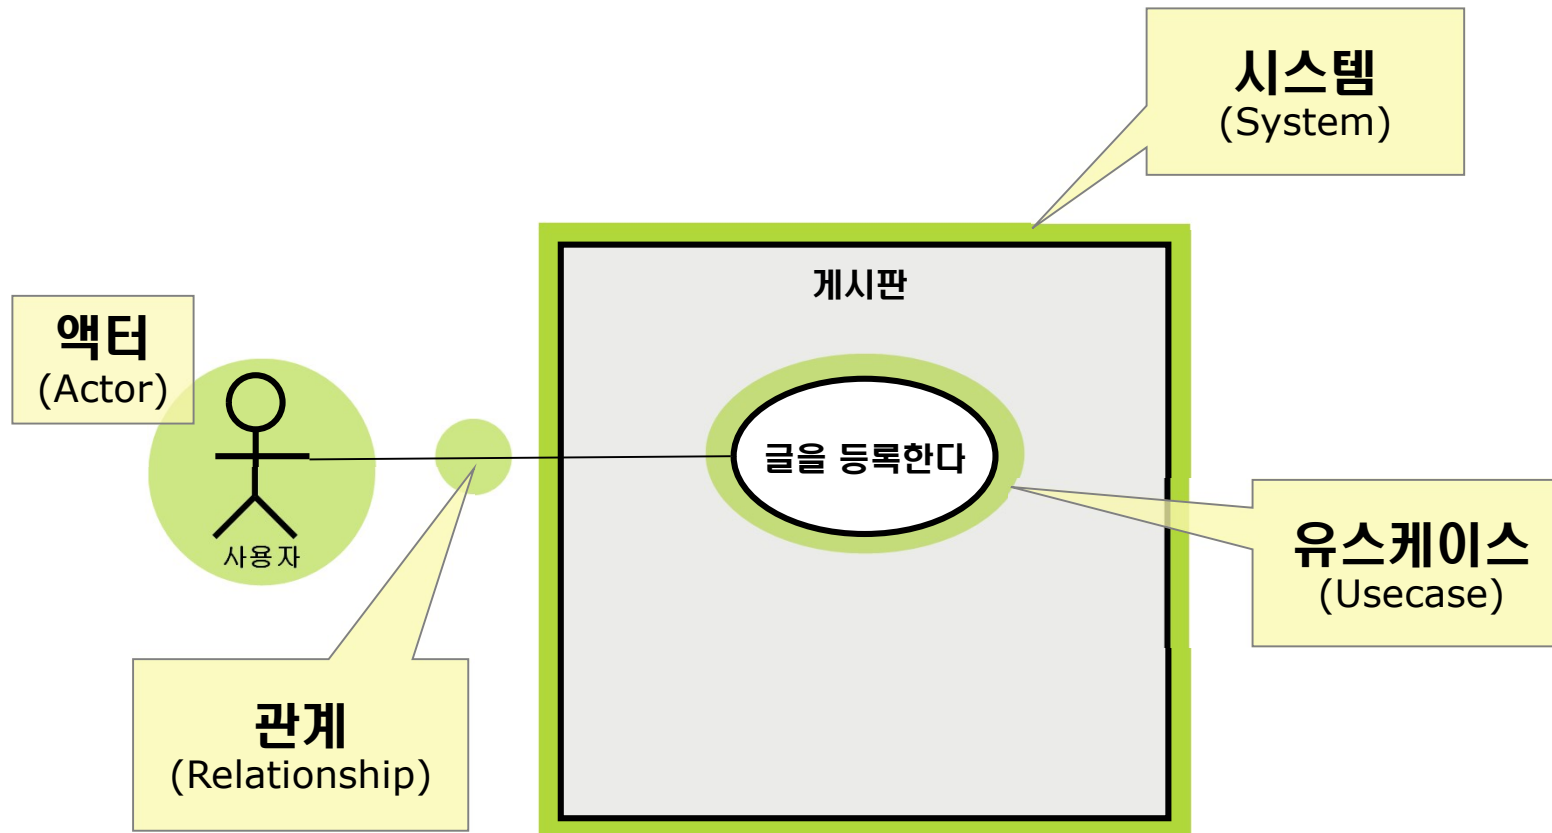 시스템
(System)
게시판
액터
(Actor)
글을 등록한다
사용자
유스케이스
(Usecase)
관계
(Relationship)